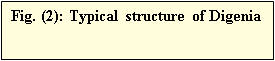 Fig. (2): Typical structure of Digenia